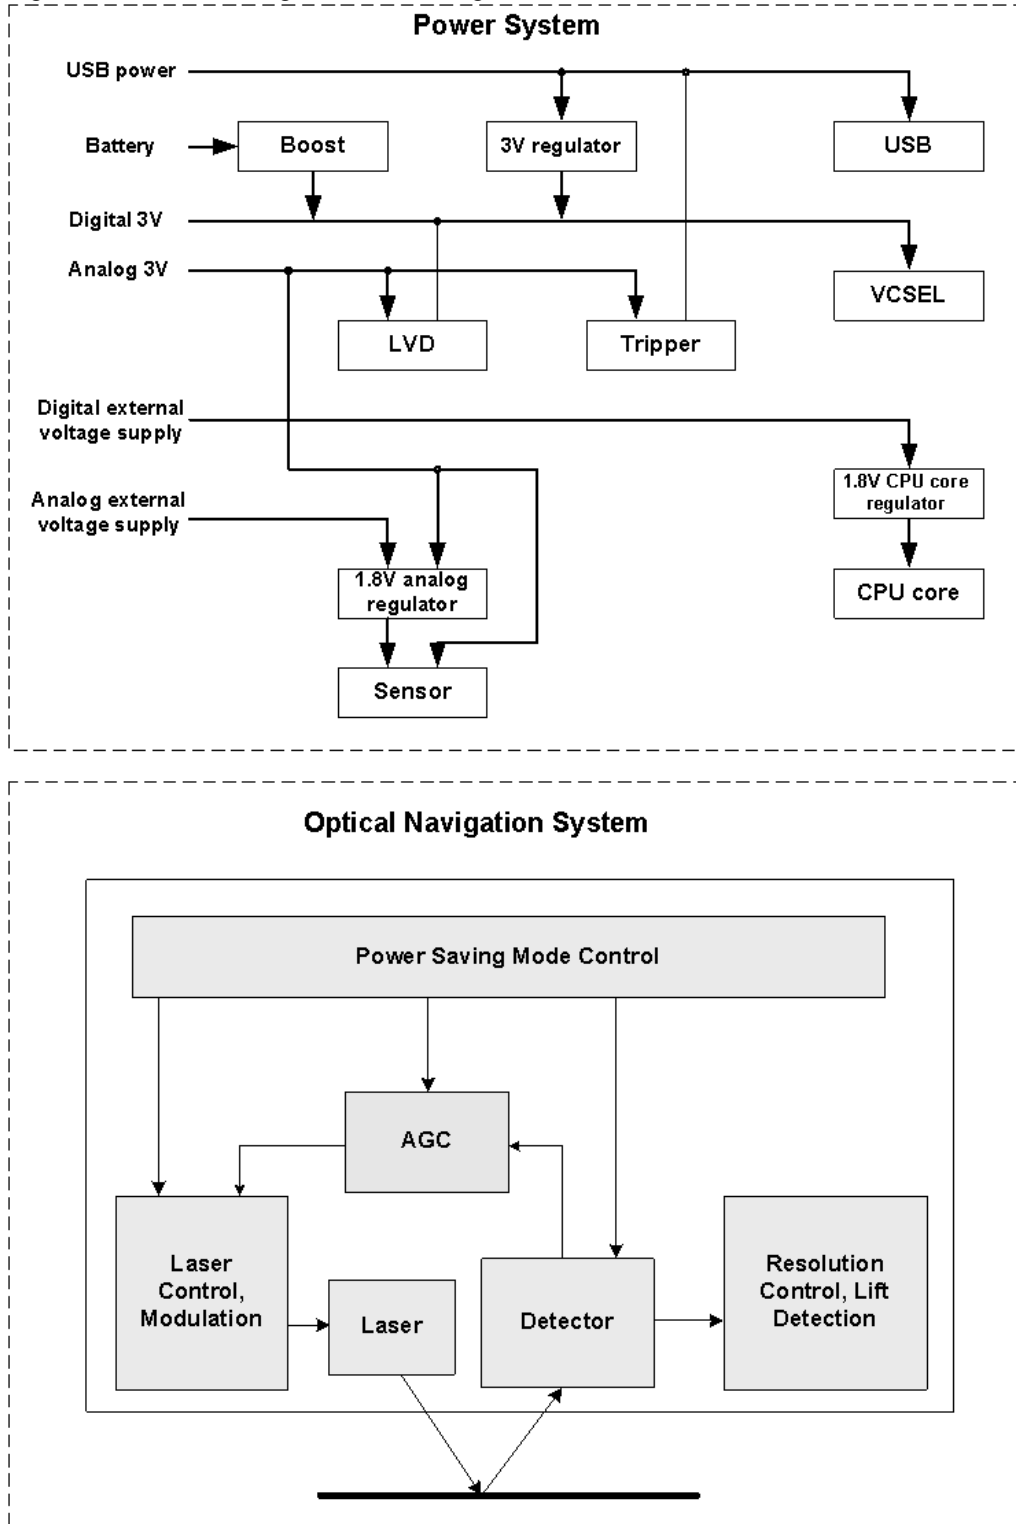 Power System
USB power
Battery
Boost
3V regulator
USB
Digital 3V
Analog 3V
VCSEL
LVD
Tripper
Digital external
voltage supply
1.8V CPU core
regulator
Analog external
voltage supply
1.8V analog
regulator
CPU core
Sensor
Optical Navigation System
Power Saving Mode Control
AGC
Laser
Control,
Modulation
Laser
Detector
Resolution
Control, Lift
Detection